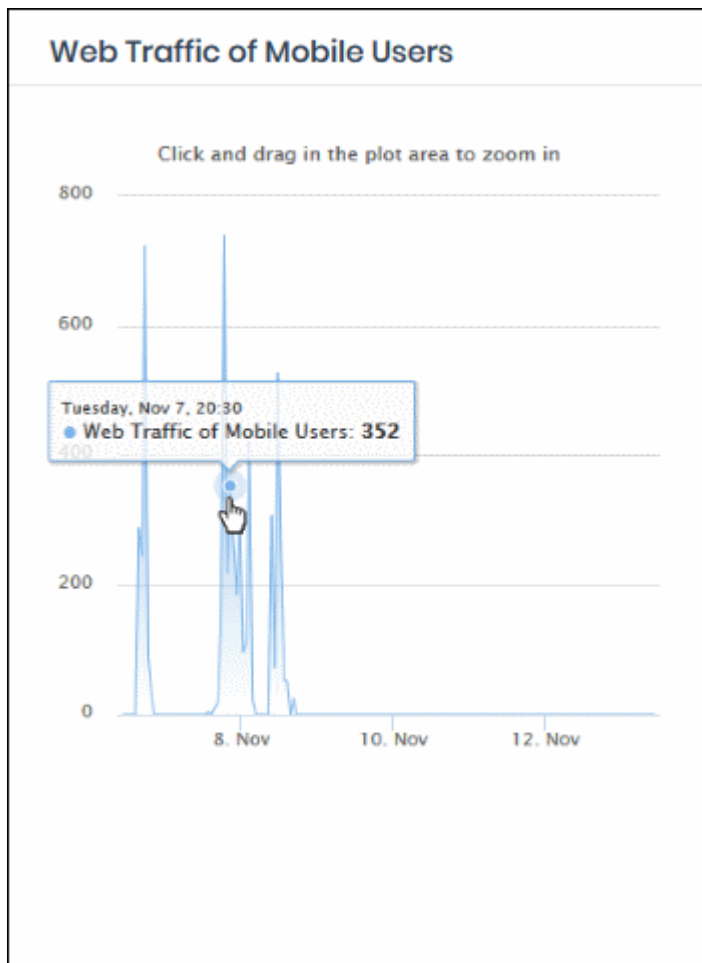 Web Traffic of Mobile Users
Click and drag in the plot area to zoom in
800
600
Tuesday, Nov 7, 20:30
Web Traffic of Mobile Users: 352
400
200
0
8. Nov 10. Nov 12. Nov